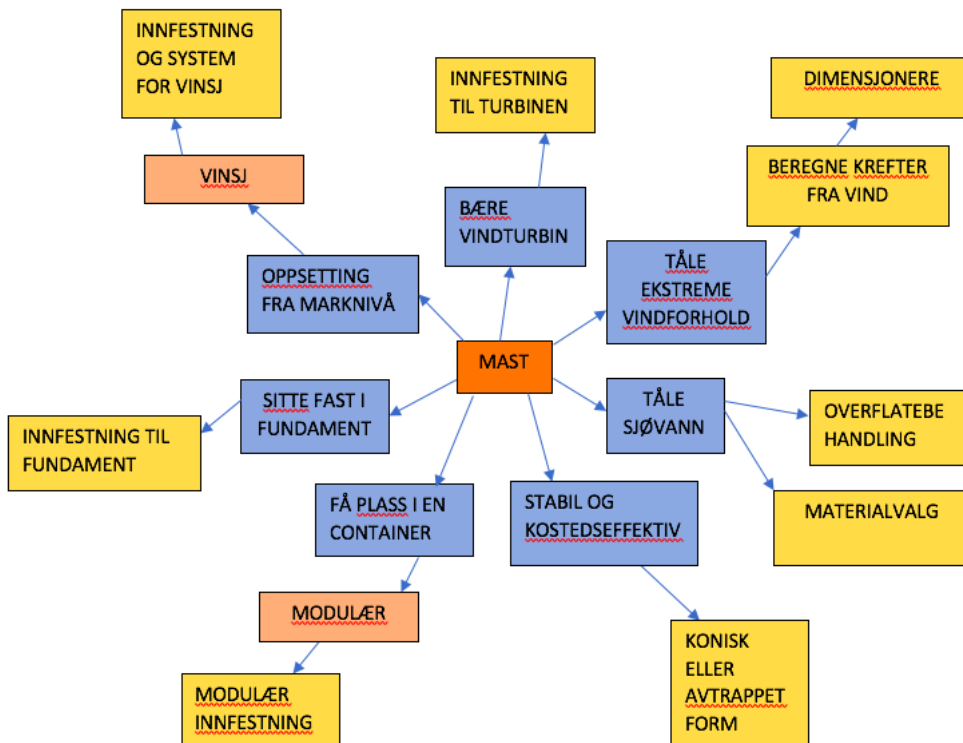 INNFESTNING
OG SYSTEM
FOR VINSJ
INNFESTNING
TIL TURBINEN
DIMENSJONERE
VINSJ
BEREGNE KREFTER
FRA VIND
BÆRE
VINDTURBIN
OPPSETTING
FRA MARKNIVÅ
TÅLE
EKSTREME
VINDFORHOLD
MAST
SITTE FAST I
FUNDAMENT
TÅLE
SJØVANN
INNFESTNING TIL
FUNDAMENT
OVERFLATEBE
HANDLING
FÅ PLASS I EN
CONTAINER
STABIL OG
KOSTEDSEFFEKTIV
MATERIALVALG
MODULÆR
MODULÆR
INNFESTNING
KONISK
ELLER
AVTRAPPET
FORM